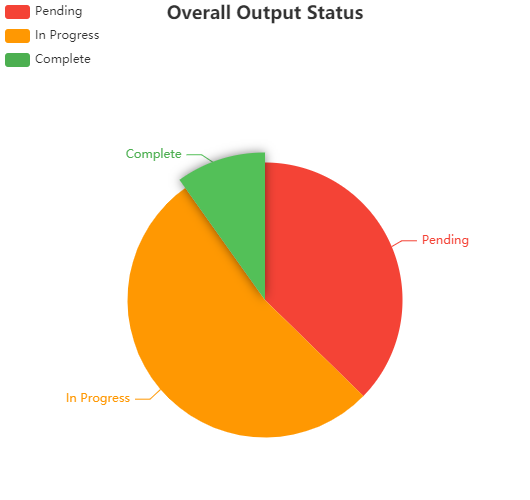 Overall Output Status
Pending
In Progress
Complete
Complete
Pending
In Progress